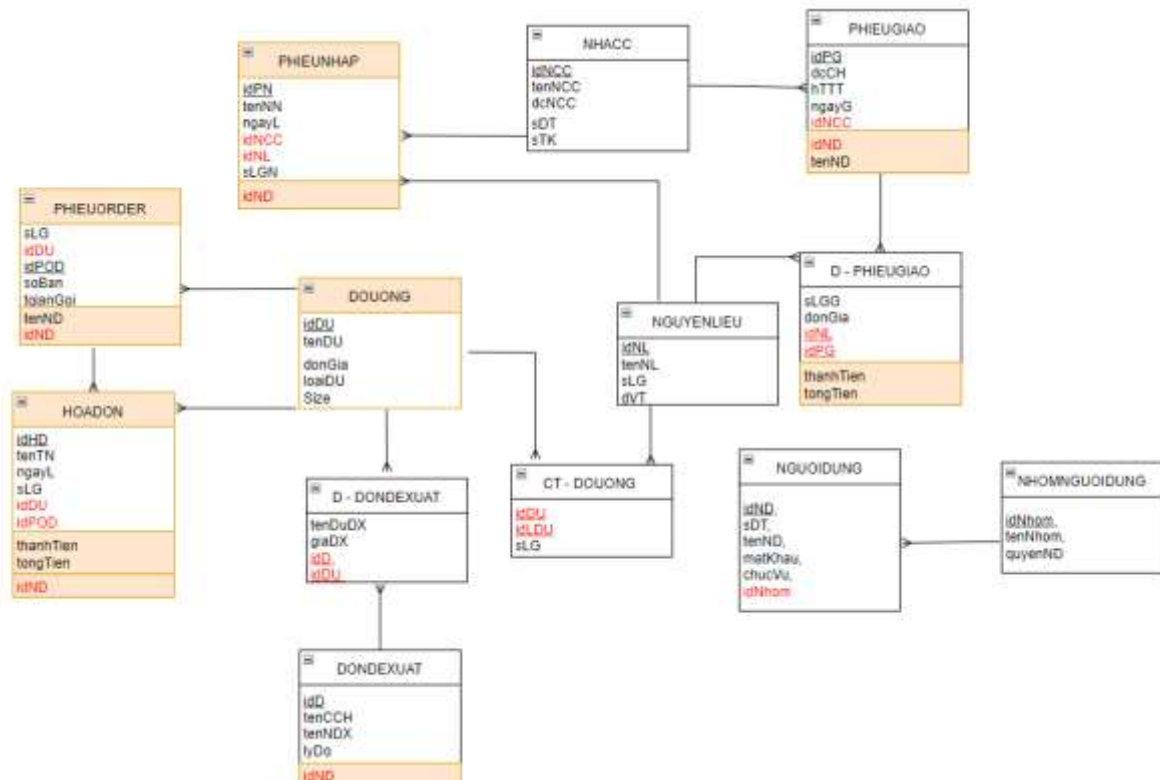 PHIEUNHAP
idPN
tenNN
ngayL
idNCC
idNL
sLGN
idND
NHACC
idNCC
tenNCC
dcNCC
sDT
sTK
PHIEUGIAO
idPG
dcCH
hTTT
ngayG
idNCC
idND
tenND
PHIEUORDER
sLG
idDU
idPOD
soBan
tgianGoi
tenND
idND
DOUONG
idDU
tenDU
donGia
loaiDU
Size
NGUYENLIEU
idNL
tenNL
sLG
dVT
D - PHIEUGIAO
sLGG
donGia
idNL
idPG
thanhTien
tongTien
HOADON
idHD
tenTN
ngayL
sLG
idDU
idPOD
thanhTien
tongTien
idND
D - DONDEXUAT
tenDuDX
giaDX
idD,
idDU,
CT - DOUONG
idDU
idLDU
sLG
NGUOIDUNG
idND,
sDT,
tenND,
matKhau,
chucVu,
idNhom
NHOMNGUOIDUNG
idNhom,
tenNhom,
quyenND
DONDEXUAT
idD
tenCCH
tenNDX
lyDo
idND